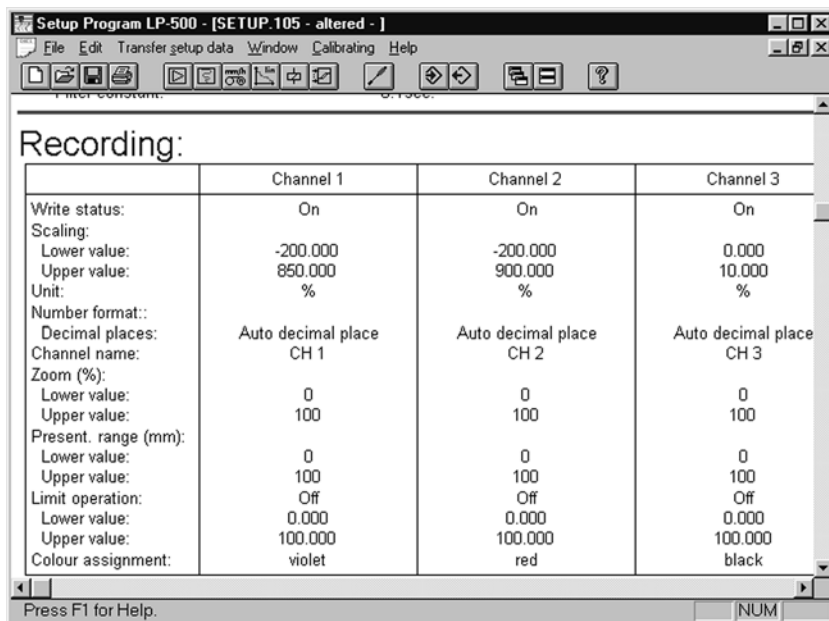 Setup Program LP-500 - [SETUP.105 - altered - ]
File Edit Transfer setup data Window Calibrating Help
mm/h lin ?
Filter constant: 0.1sec.
Recording:
Channel 1 Channel 2 Channel 3
Write status: On On On
Scaling:
Lower value: -200.000 -200.000 0.000
Upper value: 850.000 900.000 10.000
Unit: % % %
Number format::
Decimal places: Auto decimal place Auto decimal place Auto decimal place
Channel name: CH 1 CH 2 CH 3
Zoom (%):
Lower value: 0 0 0
Upper value: 100 100 100
Present. range (mm):
Lower value: 0 0 0
Upper value: 100 100 100
Limit operation: Off Off Off
Lower value: 0.000 0.000 0.000
Upper value: 100.000 100.000 100.000
Colour assignment: violet red black
Press F1 for Help. NUM